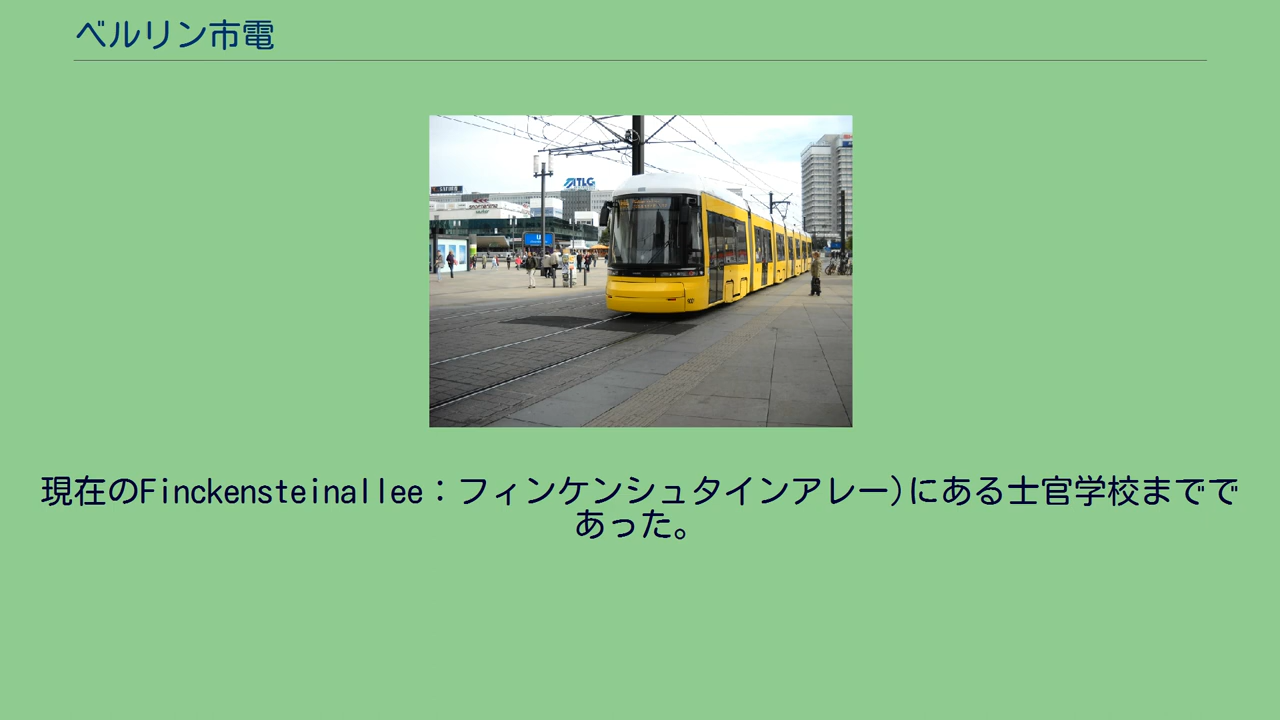 ベルリン市電
ATLG
U
現在のFinckensteinallee：フィンケンシュタインアレー)にある士官学校までで
あった。